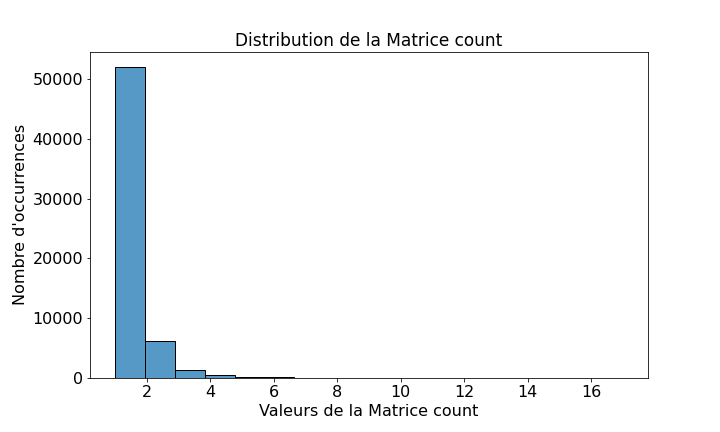 Distribution de la Matrice count
Nombre d'occurrences
50000
40000
30000
20000
10000
0
2 4 6 8 10 12 14 16
Valeurs de la Matrice count